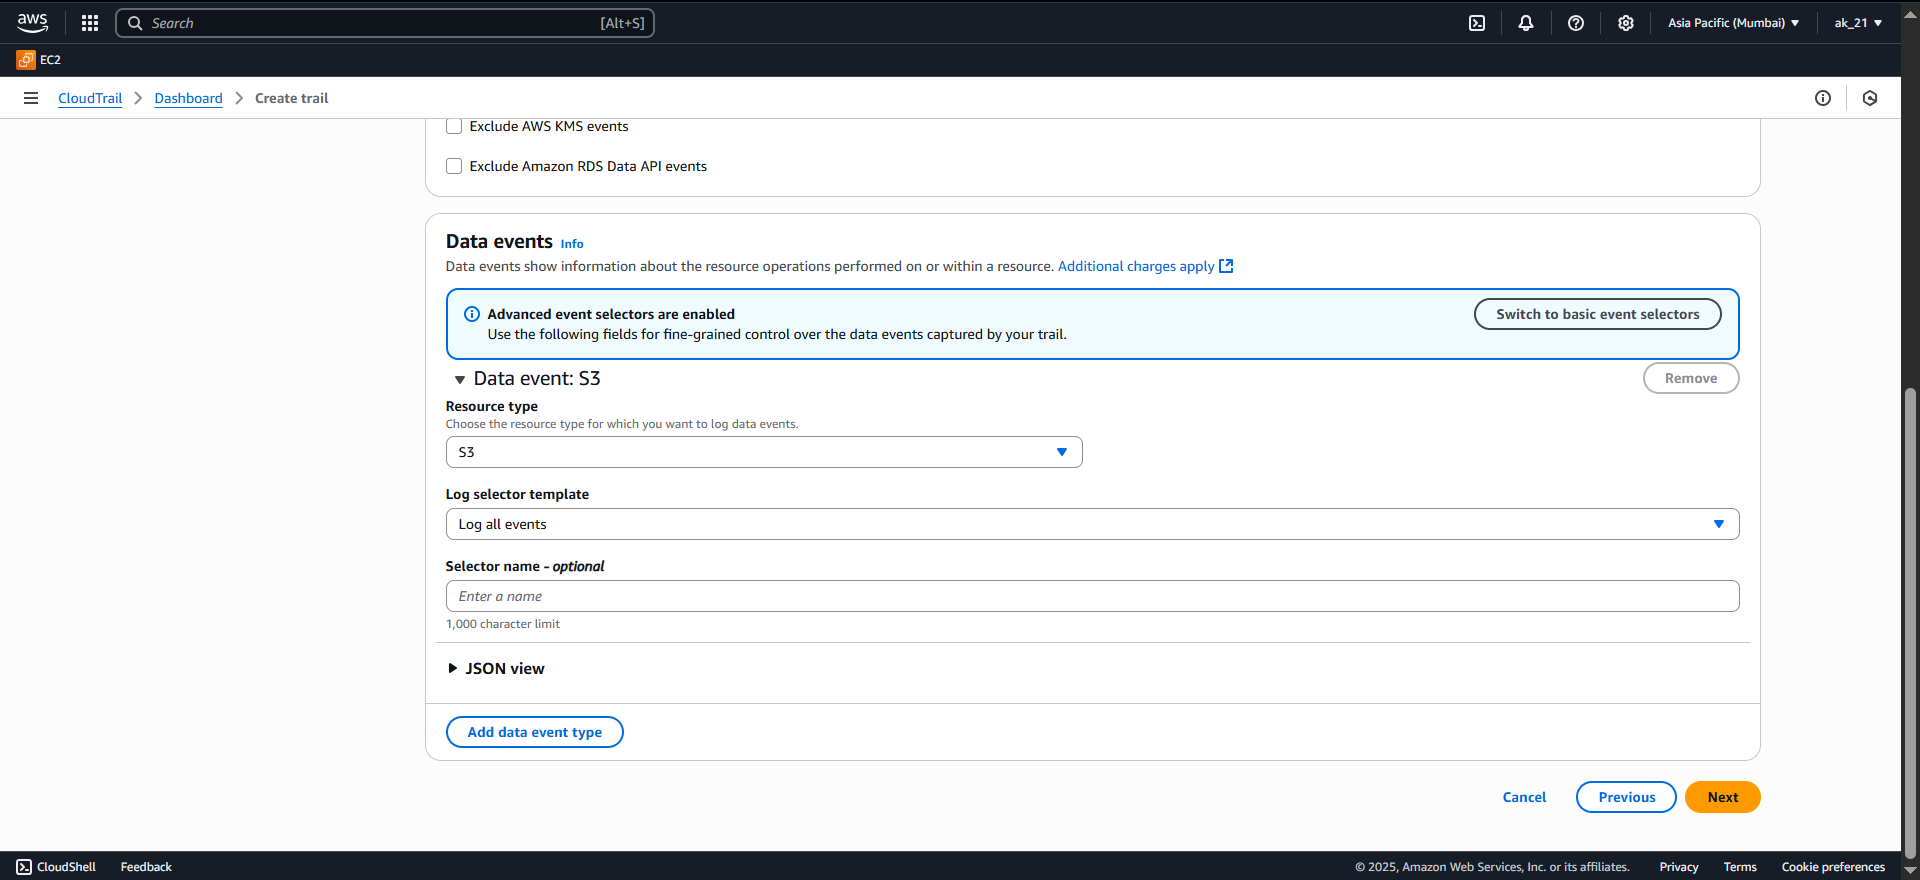 aws
Search [Alt+S]
Asia Pacific (Mumbai)
ak_21
EC2
CloudTrail
Dashboard
Create trail
Exclude AWS KMS events
Exclude Amazon RDS Data API events
Data events Info
Data events show information about the resource operations performed on or within a resource. Additional charges apply
Advanced event selectors are enabled
Use the following fields for fine-grained control over the data events captured by your trail.
Switch to basic event selectors
Data event: S3
Remove
Resource type
Choose the resource type for which you want to log data events.
S3
Log selector template
Log all events
Selector name - optional
Enter a name
1,000 character limit
JSON view
Add data event type
Cancel
Previous
Next
CloudShell
Feedback
© 2025, Amazon Web Services, Inc. or its affiliates.
Privacy
Terms
Cookie preferences